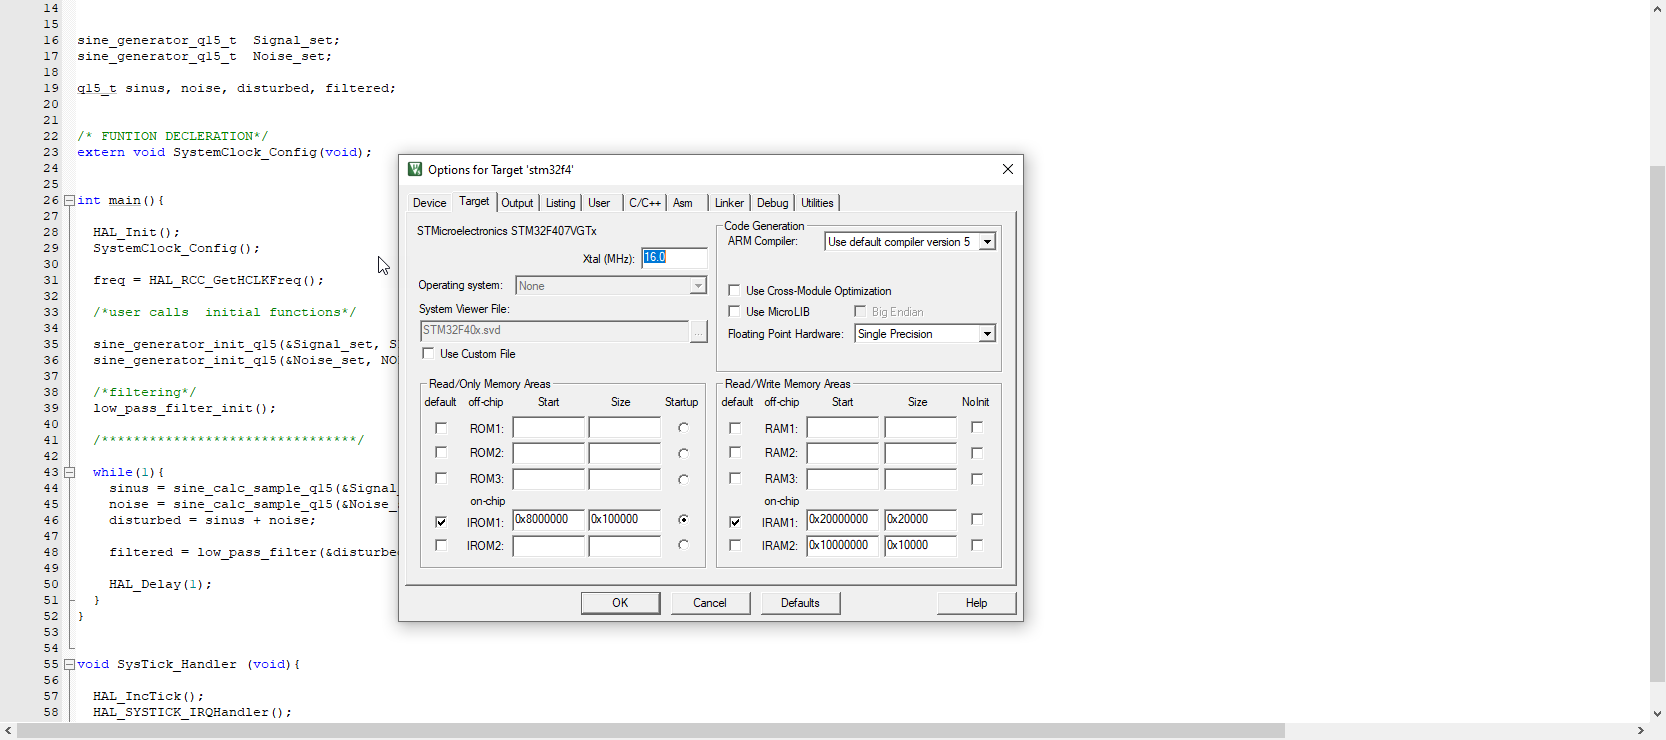 14
15
16 sine_generator_q15_t  Signal_set;
17 sine_generator_q15_t  Noise_set;
18
19 q15_t sinus, noise, disturbed, filtered;
20
21
22 /* FUNTION DECLERATION*/
23 extern void SystemClock_Config(void);
24
25
26 int main(){
27
28 HAL_Init();
29 SystemClock_Config();
30
31 freq = HAL_RCC_GetHCLKFreq();
32
33 /*user calls  initial functions*/
34
35 sine_generator_init_q15(&Signal_set, S
36 sine_generator_init_q15(&Noise_set, NO
37
38 /*filtering*/
39 low_pass_filter_init();
40
41 /********************************/
42
43 while(1){
44 sinus = sine_calc_sample_q15(&Signal_
45 noise = sine_calc_sample_q15(&Noise_
46 disturbed = sinus + noise;
47
48 filtered = low_pass_filter(&disturbe
49
50 HAL_Delay(1);
51 }
52 }
53
54
55 void SysTick_Handler (void){
56
57 HAL_IncTick();
58 HAL_SYSTICK_IRQHandler();
Options for Target 'stm32f4'
Device Target Output Listing User C/C++ Asm Linker Debug Utilities
STMicroelectronics STM32F407VGTx
Xtal (MHz): 16.0
Operating system: None
System Viewer File:
STM32F40x.svd ...
Use Custom File
Code Generation
ARM Compiler: Use default compiler version 5
Use Cross-Module Optimization
Use MicroLIB Big Endian
Floating Point Hardware: Single Precision
Read/Only Memory Areas
default off-chip Start Size Startup
ROM1:
ROM2:
ROM3:
on-chip
IROM1: 0x8000000 0x100000
IROM2:
Read/Write Memory Areas
default off-chip Start Size NoInit
RAM1:
RAM2:
RAM3:
on-chip
IRAM1: 0x20000000 0x20000
IRAM2: 0x10000000 0x10000
OK Cancel Defaults Help